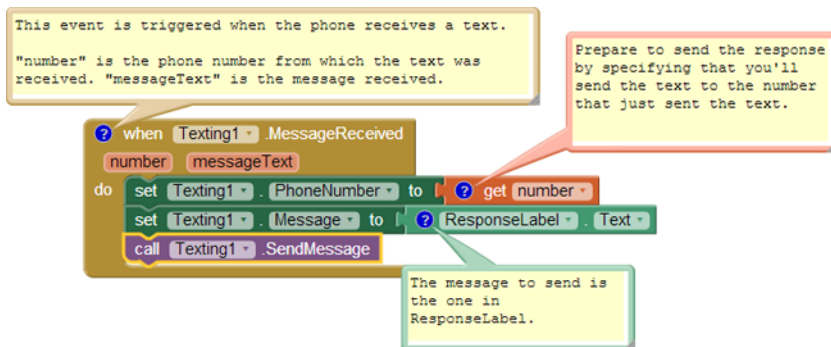 This event is triggered when the phone receives a text.
"number" is the phone number from which the text was
received. "messageText" is the message received.
Prepare to send the response
by specifying that you'll
send the text to the number
that just sent the text.
? when Texting1 .MessageReceived
number messageText
do set Texting1 . PhoneNumber to ? get number
set Texting1 . Message to ? ResponseLabel . Text
call Texting1 .SendMessage
The message to send is
the one in
ResponseLabel.